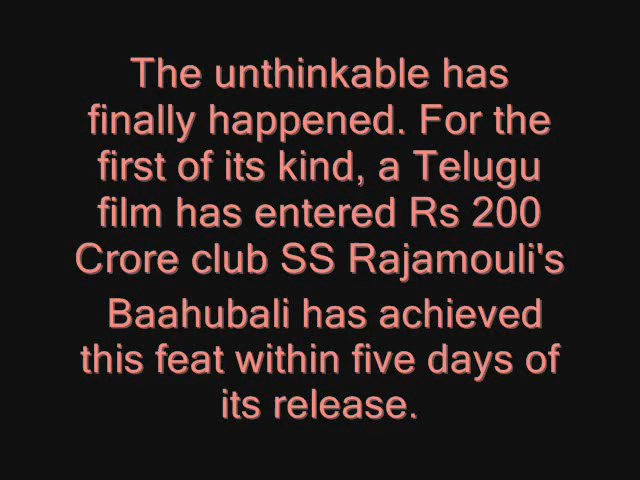 The unthinkable has
finally happened. For the
first of its kind, a Telugu
film has entered Rs 200
Crore club SS Rajamouli's
Baahubali has achieved
this feat within five days of
its release.